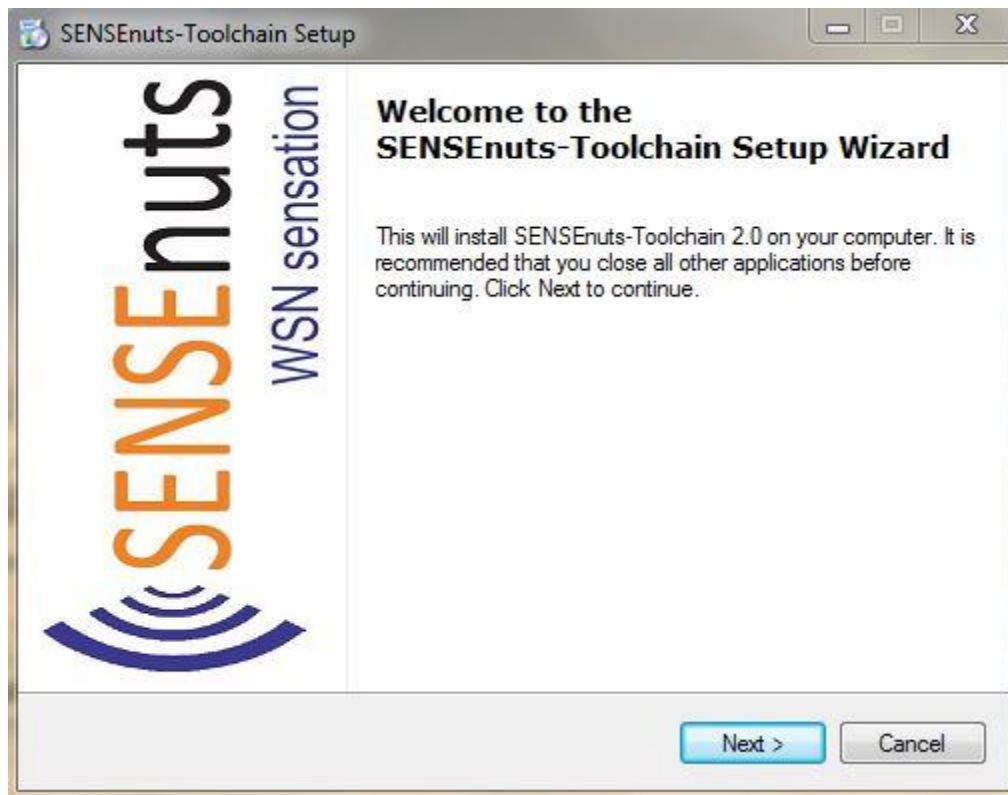 SENSEnuts-Toolchain Setup
SENSEnuts
WSN sensation
Welcome to the
SENSEnuts-Toolchain Setup Wizard
This will install SENSEnuts-Toolchain 2.0 on your computer. It is
recommended that you close all other applications before
continuing. Click Next to continue.
Next >
Cancel